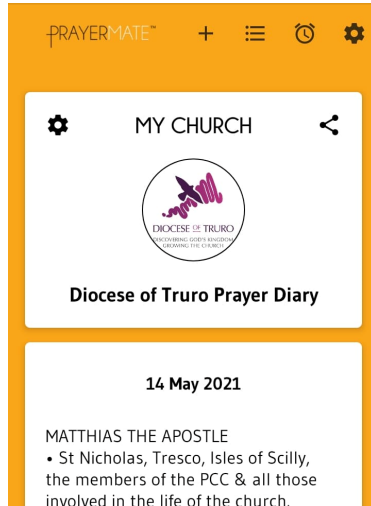 PRAYERMATE™
MY CHURCH
DIOCESE OF TRURO
DISCOVERING GOD'S KINGDOM
GROWING THE CHURCH
Diocese of Truro Prayer Diary
14 May 2021
MATTHIAS THE APOSTLE
• St Nicholas, Tresco, Isles of Scilly,
the members of the PCC & all those
involved in the life of the church.